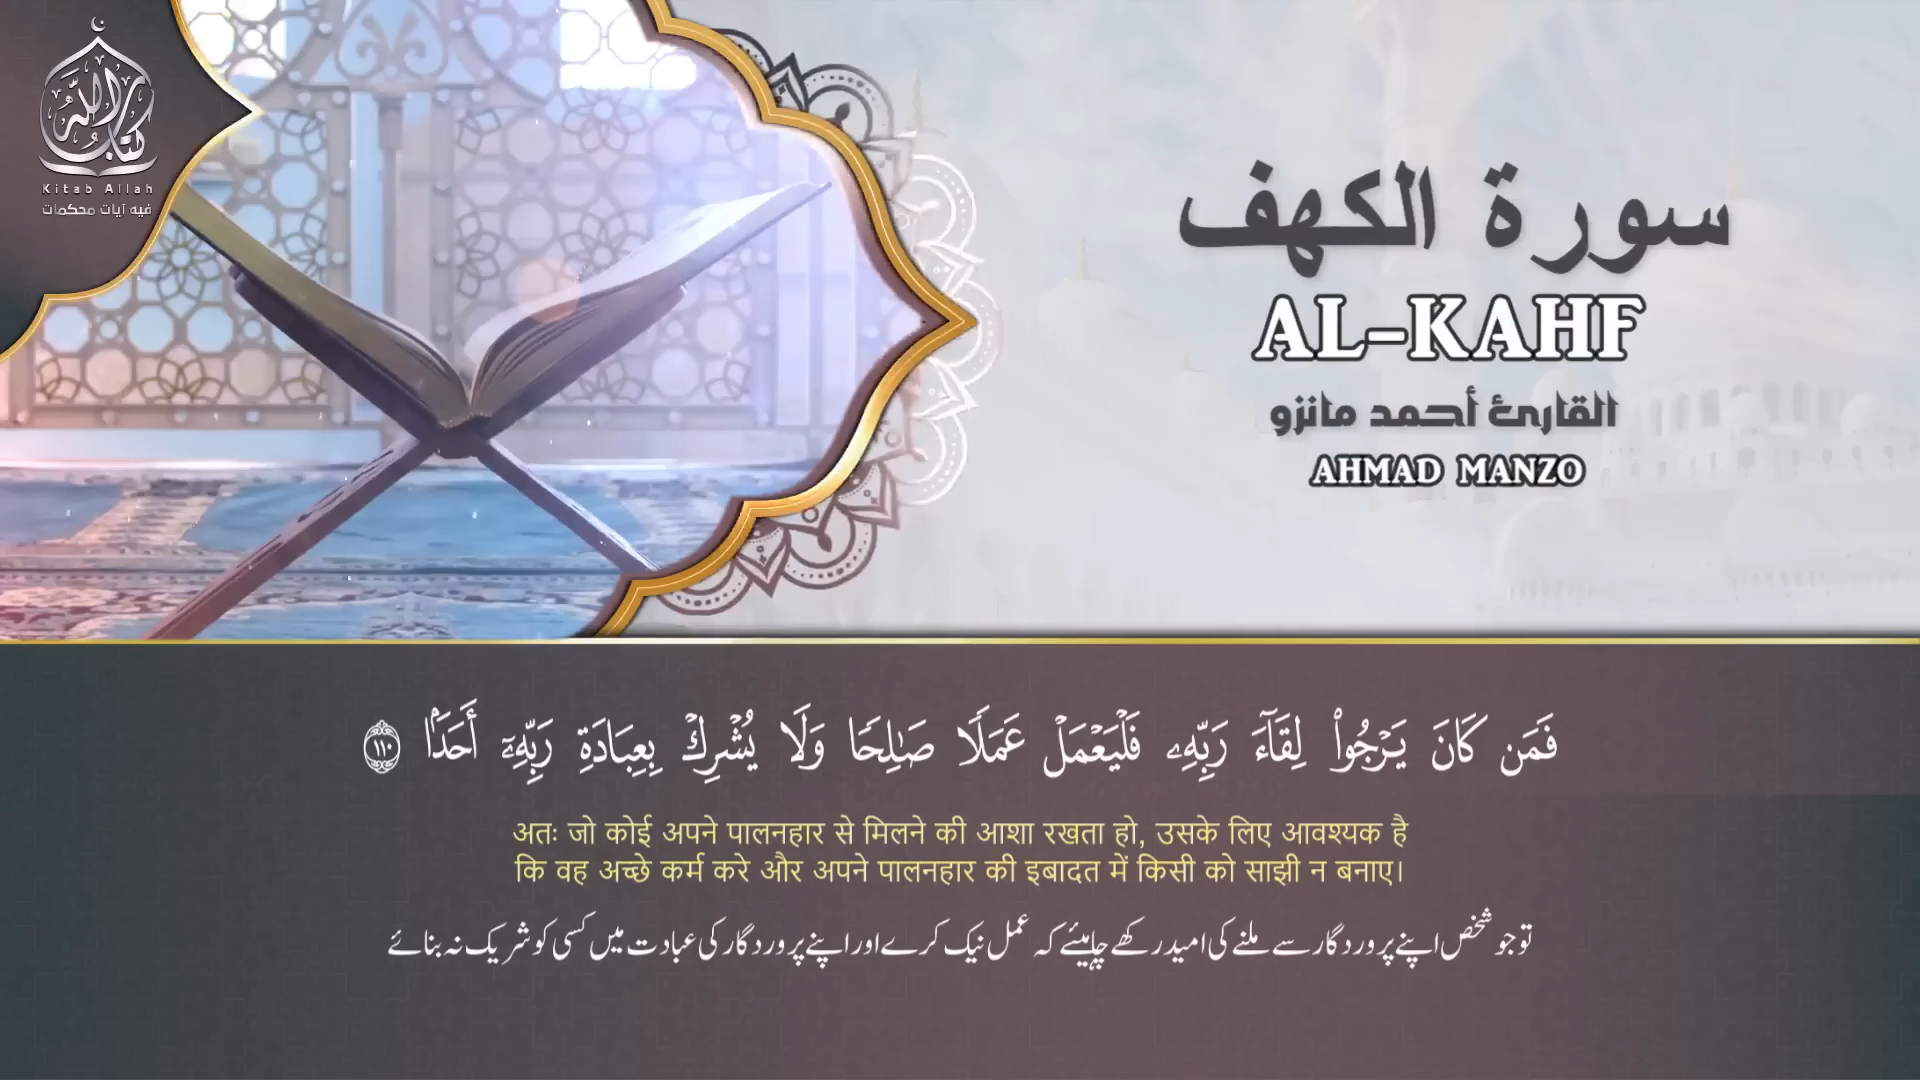 كتاب الله
Kitab Allah
فيه آيات محكمات
سورة الكهف
AL-KAHF
القارئ أحمد مانزو
AHMAD MANZO
فَمَن كَانَ يَرْجُوا۟ لِقَآءَ رَبِّهِۦ فَلْيَعْمَلْ عَمَلًا صَٰلِحًا وَلَا يُشْرِكْ بِعِبَادَةِ رَبِّهِۦٓ أَحَدًۢا ١١٠
अतः जो कोई अपने पालनहार से मिलने की आशा रखता हो, उसके लिए आवश्यक है
कि वह अच्छे कर्म करे और अपने पालनहार की इबादत में किसी को साझी न बनाए।
تو جو شخص اپنے پروردگار سے ملنے کی امید رکھے چاہیئے کہ عمل نیک کرے اور اپنے پروردگار کی عبادت میں کسی کو شریک نہ بنائے